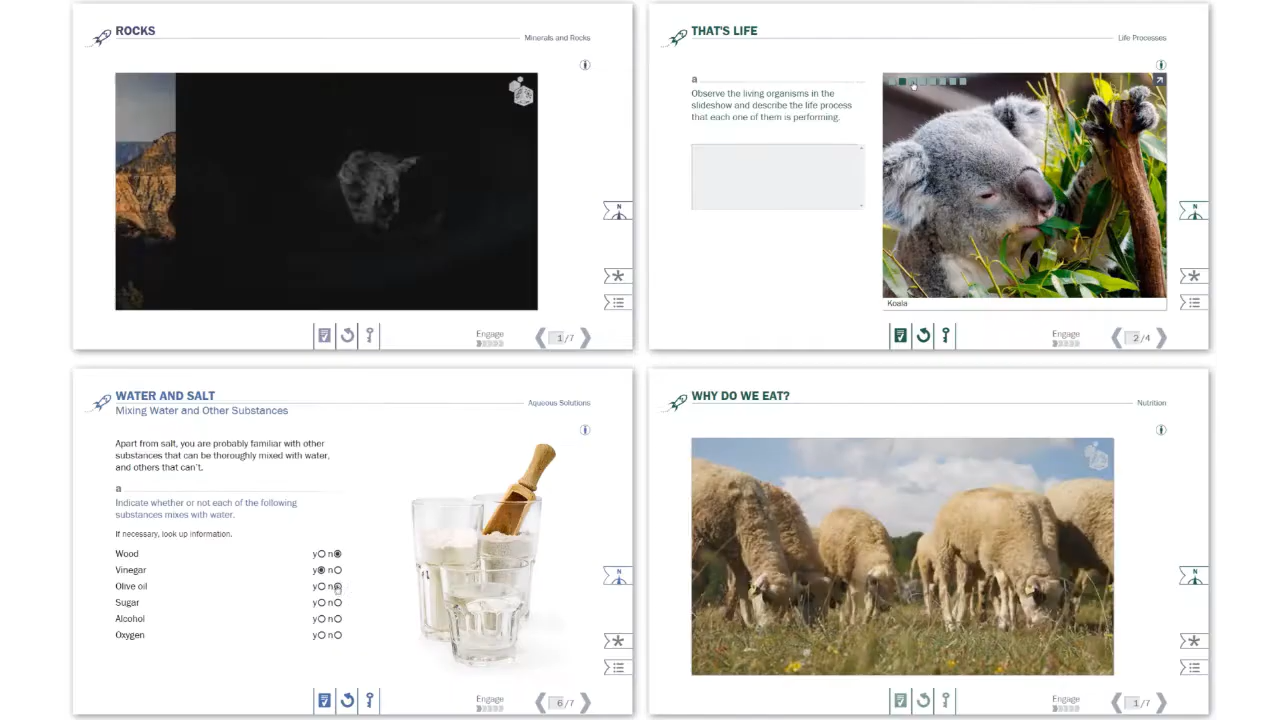 ROCKS
Minerals and Rocks
N
Engage
1/7
THAT'S LIFE
Life Processes
a
Observe the living organisms in the
slideshow and describe the life process
that each one of them is performing.
Koala
N
Engage
2/4
WATER AND SALT
Mixing Water and Other Substances
Aqueous Solutions
Apart from salt, you are probably familiar with other
substances that can be thoroughly mixed with water,
and others that can't.
a
Indicate whether or not each of the following
substances mixes with water.
If necessary, look up information.
Wood y n
Vinegar y n
Olive oil y n
Sugar y n
Alcohol y n
Oxygen y n
N
Engage
6/7
WHY DO WE EAT?
Nutrition
N
Engage
1/7